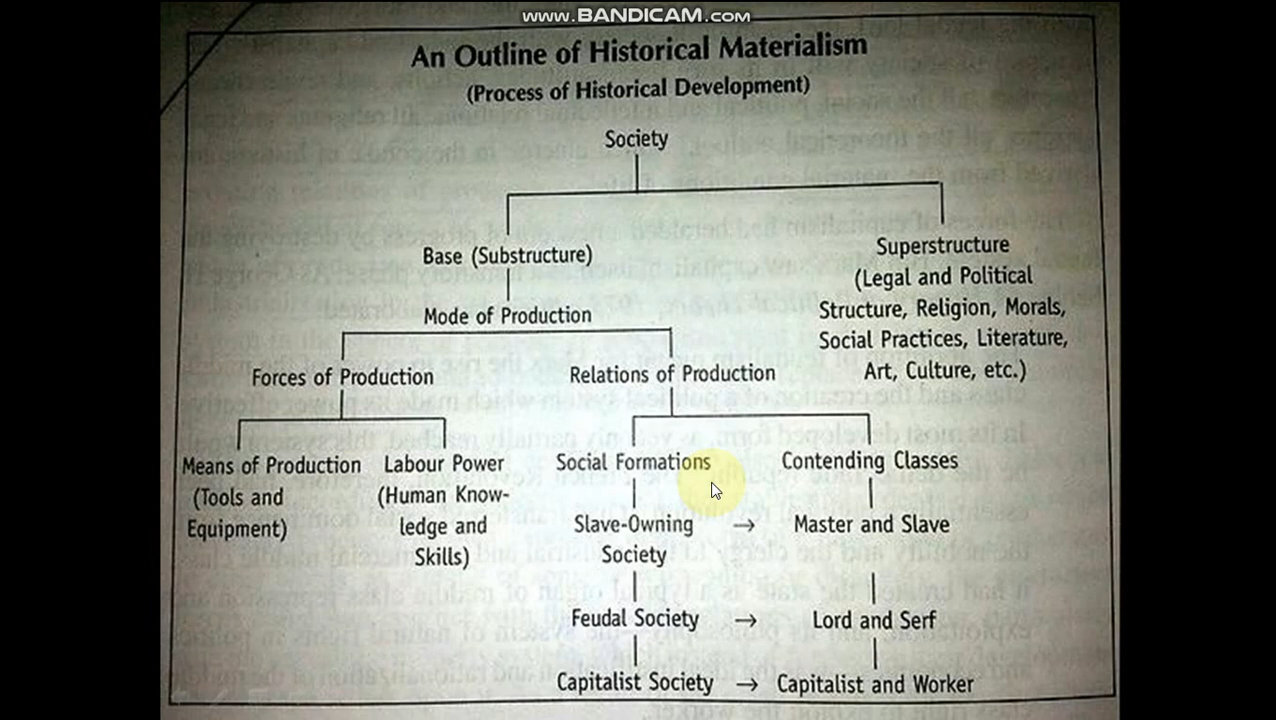 www.BANDICAM.com
An Outline of Historical Materialism
(Process of Historical Development)
Society
Base (Substructure)
Superstructure
(Legal and Political
Structure, Religion, Morals,
Social Practices, Literature,
Art, Culture, etc.)
Mode of Production
Forces of Production
Relations of Production
Means of Production
(Tools and
Equipment)
Labour Power
(Human Know-
ledge and
Skills)
Social Formations
Contending Classes
Slave-Owning
Society
→ Master and Slave
Feudal Society → Lord and Serf
Capitalist Society → Capitalist and Worker